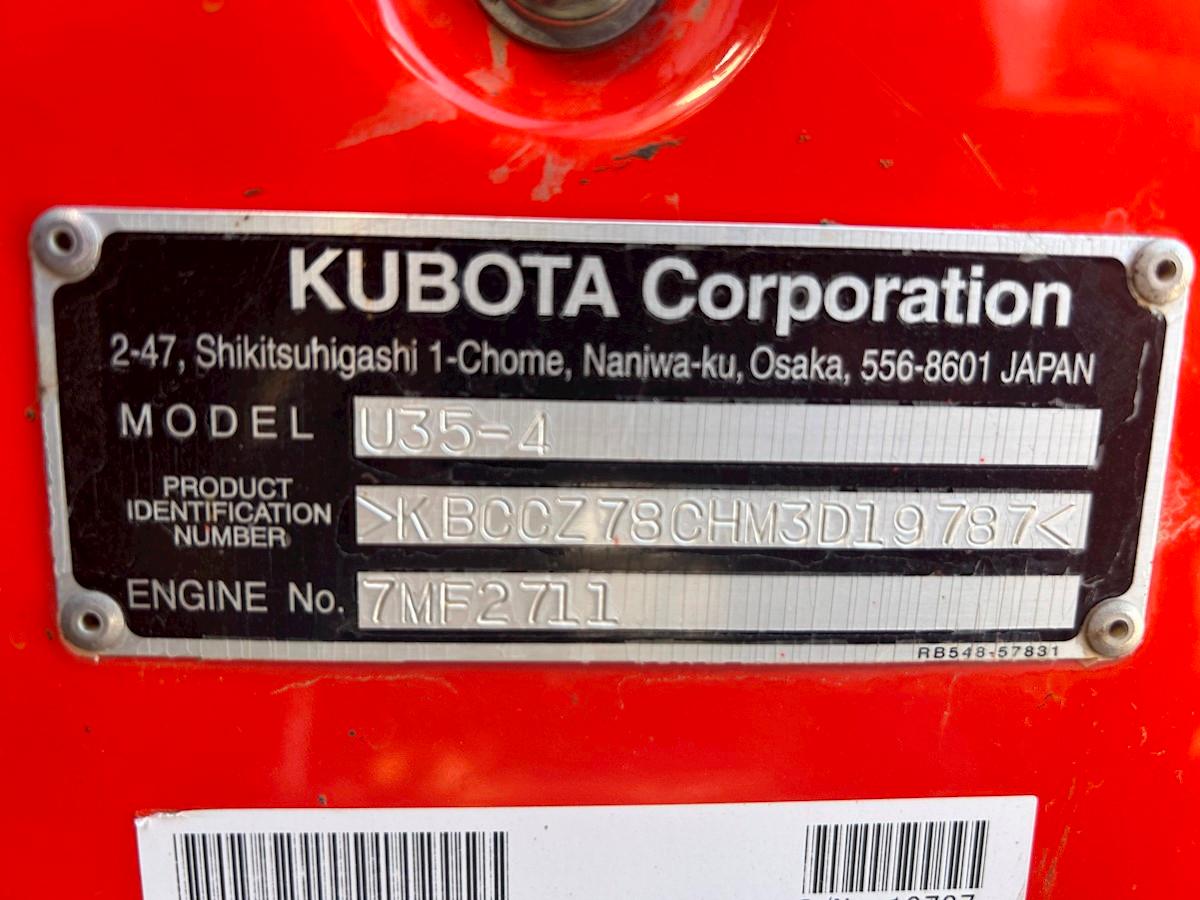 KUBOTA Corporation
2-47, Shikitsuhigashi 1-Chome, Naniwa-ku, Osaka, 556-8601 JAPAN
MODEL U35-4
PRODUCT
IDENTIFICATION
NUMBER
>KBCCZ78CHM3D19787<
ENGINE No. 7MF2711
RB548-57831